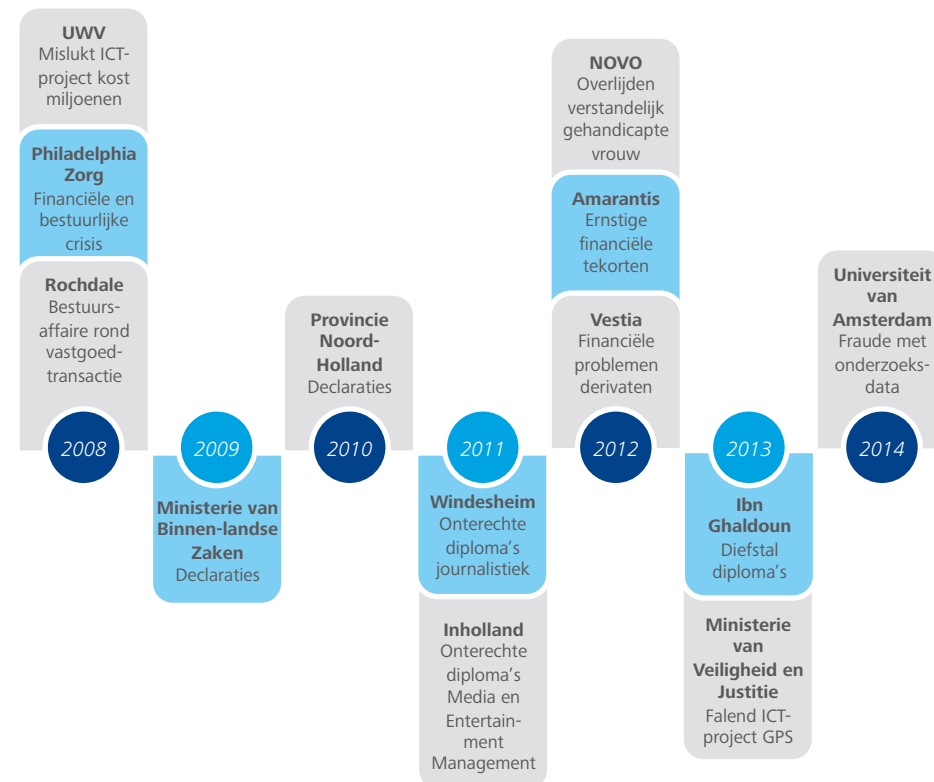 UWV
Mislukt ICT-
project kost
miljoenen
Philadelphia
Zorg
Financiële en
bestuurlijke
crisis
Rochdale
Bestuurs-
affaire rond
vastgoed-
transactie
2008
2009
Ministerie van
Binnen-landse
Zaken
Declaraties
Provincie
Noord-
Holland
Declaraties
2010
2011
Windesheim
Onterechte
diploma's
journalistiek
Inholland
Onterechte
diploma's
Media en
Entertain-
ment
Management
NOVO
Overlijden
verstandelijk
gehandicapte
vrouw
Amarantis
Ernstige
financiële
tekorten
Vestia
Financiële
problemen
derivaten
2012
2013
Ibn
Ghaldoun
Diefstal
diploma's
Ministerie
van
Veiligheid en
Justitie
Falend ICT-
project GPS
Universiteit
van
Amsterdam
Fraude met
onderzoeks-
data
2014